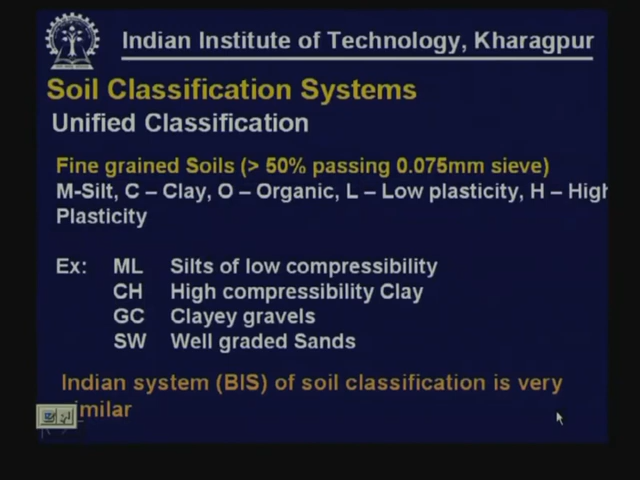 Indian Institute of Technology, Kharagpur
Soil Classification Systems
Unified Classification
Fine grained Soils (> 50% passing 0.075mm sieve)
M-Silt, C – Clay, O – Organic, L – Low plasticity, H – High
Plasticity
Ex: ML Silts of low compressibility
CH High compressibility Clay
GC Clayey gravels
SW Well graded Sands
Indian system (BIS) of soil classification is very
imilar